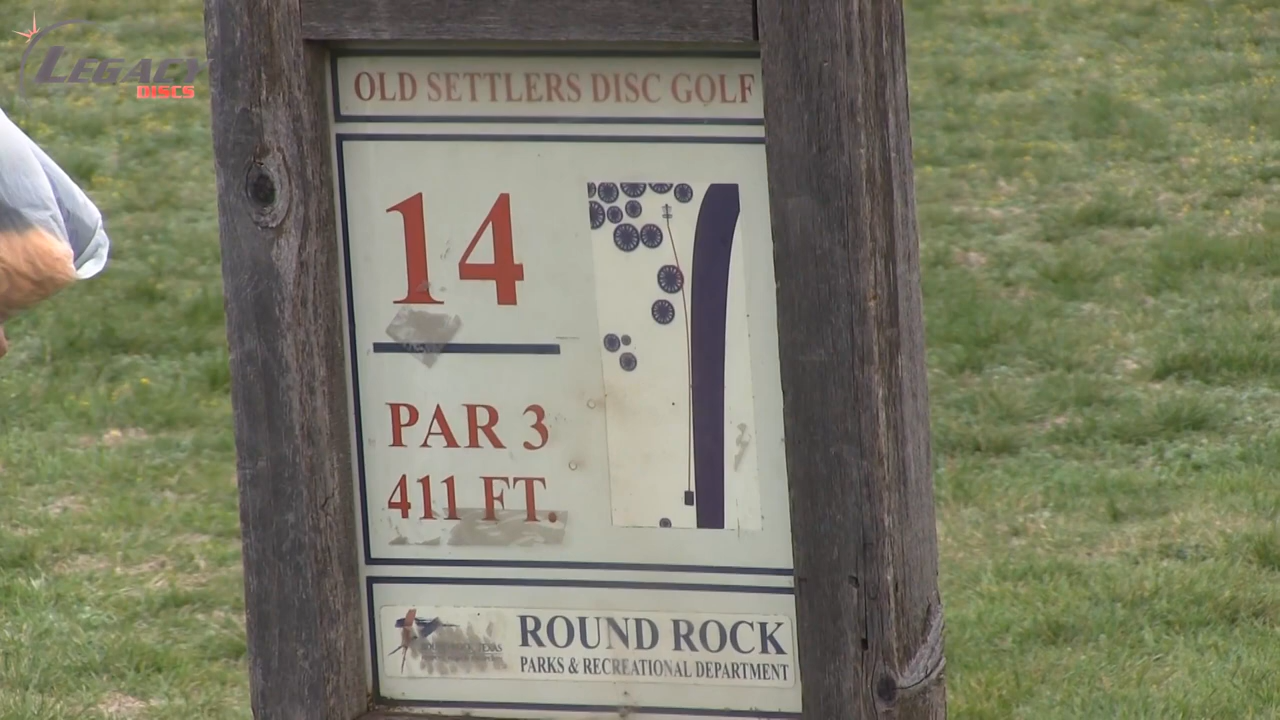 LEGACY
DISCS
OLD SETTLERS DISC GOLF
14
PAR 3
411 FT.
ROUND ROCK
PARKS & RECREATIONAL DEPARTMENT